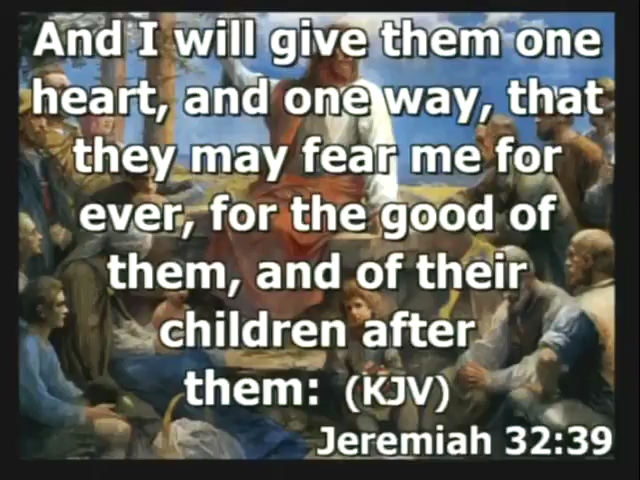 And I will give them one
heart, and one way, that
they may fear me for
ever, for the good of
them, and of their
children after
them: (KJV)
Jeremiah 32:39